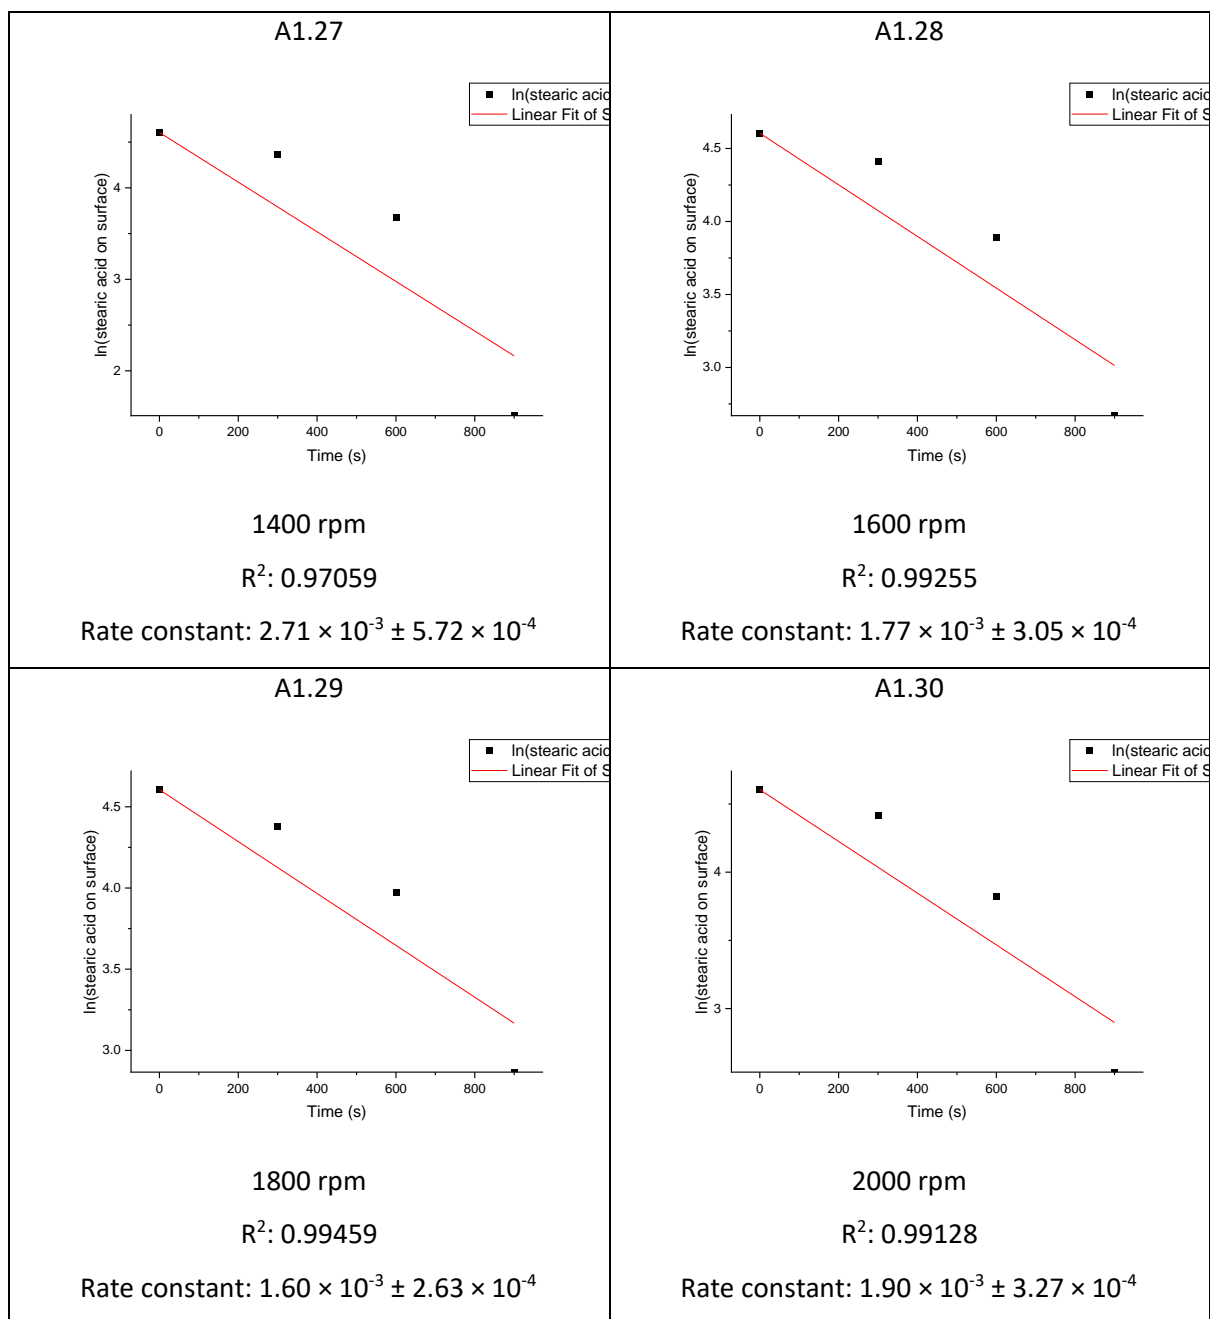 A1.27
ln(stearic acid
Linear Fit of S
4
3
2
ln(stearic acid on surface)
0 200 400 600 800
Time (s)
1400 rpm
R²: 0.97059
Rate constant: 2.71 × 10⁻³ ± 5.72 × 10⁻⁴
A1.28
ln(stearic acid
Linear Fit of S
4.5
4.0
3.5
3.0
ln(stearic acid on surface)
0 200 400 600 800
Time (s)
1600 rpm
R²: 0.99255
Rate constant: 1.77 × 10⁻³ ± 3.05 × 10⁻⁴
A1.29
ln(stearic acid
Linear Fit of S
4.5
4.0
3.5
3.0
ln(stearic acid on surface)
0 200 400 600 800
Time (s)
1800 rpm
R²: 0.99459
Rate constant: 1.60 × 10⁻³ ± 2.63 × 10⁻⁴
A1.30
ln(stearic acid
Linear Fit of S
4
3
ln(stearic acid on surface)
0 200 400 600 800
Time (s)
2000 rpm
R²: 0.99128
Rate constant: 1.90 × 10⁻³ ± 3.27 × 10⁻⁴